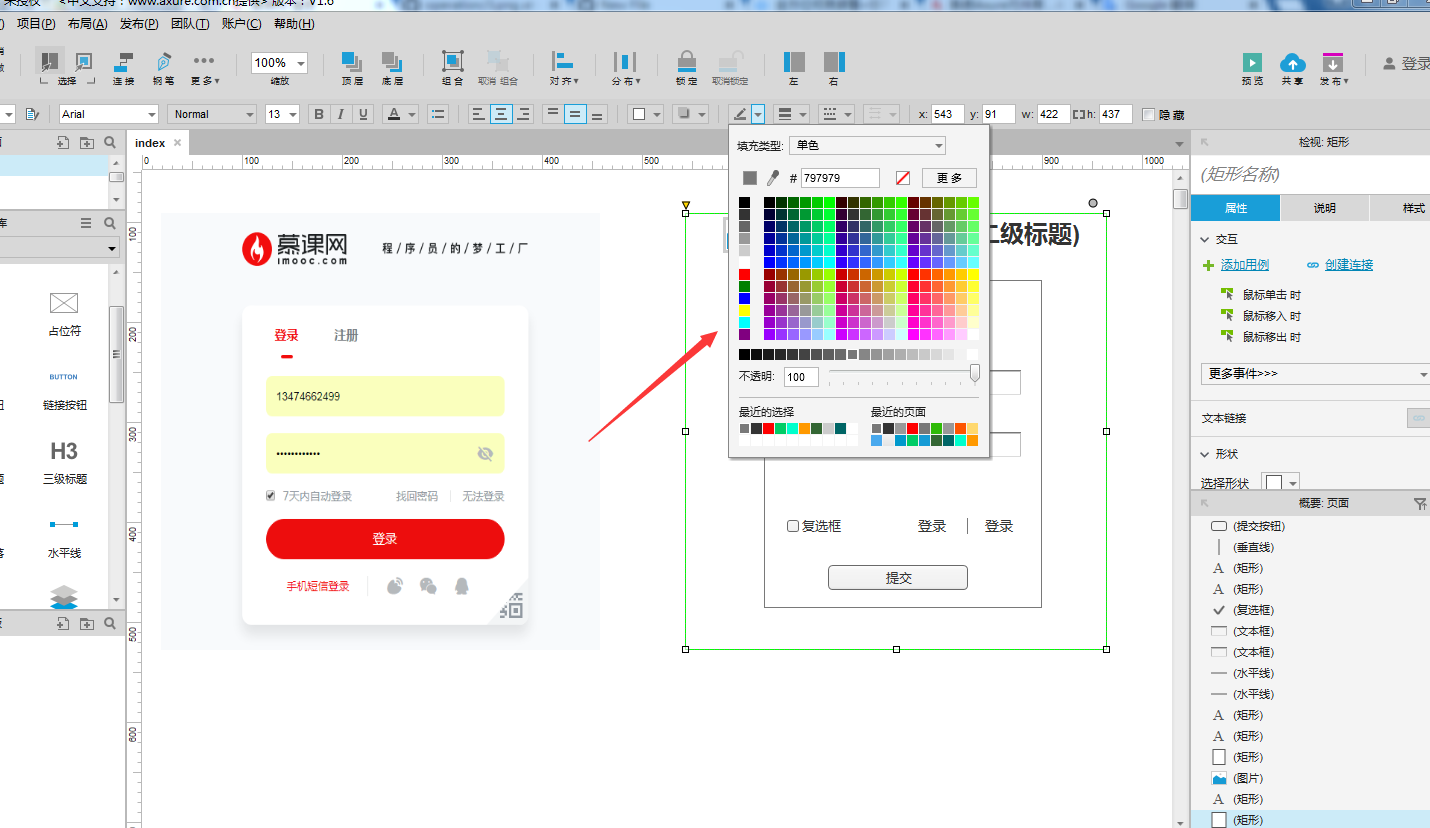 未授权 <中文支持：www.axure.com.cn提供> 版本：V1.6
项目(P) 布局(A) 发布(P) 团队(T) 账户(C) 帮助(H)
选择 连接 钢笔 更多▾
100%
缩放
顶层 底层 组合 取消 组合 对齐▾ 分布▾ 锁定 取消锁定 左 右 预览 共享 发布▾ 登录
Arial Normal 13 B I U A
x: 543 y: 91 w: 422 h: 437 隐藏
index
0 100 200 300 400 500 900 1000
100
200
300
400
500
600
库
占位符
BUTTON
链接按钮
H3
三级标题
水平线
慕课网
imooc.com
程/序/员/的/梦/工/厂
登录 注册
13474662499
••••••••••••
7天内自动登录 找回密码 无法登录
登录
手机短信登录
二级标题)
复选框 登录 登录
提交
填充类型: 单色
# 797979 更多
不透明: 100
最近的选择 最近的页面
检视: 矩形
(矩形名称)
属性 说明 样式
交互
添加用例 创建连接
鼠标单击 时
鼠标移入 时
鼠标移出 时
更多事件>>>
文本链接
形状
选择形状
概要: 页面
(提交按钮)
(垂直线)
A (矩形)
A (矩形)
(复选框)
(文本框)
(文本框)
(水平线)
(水平线)
A (矩形)
A (矩形)
(矩形)
(图片)
A (矩形)
(矩形)